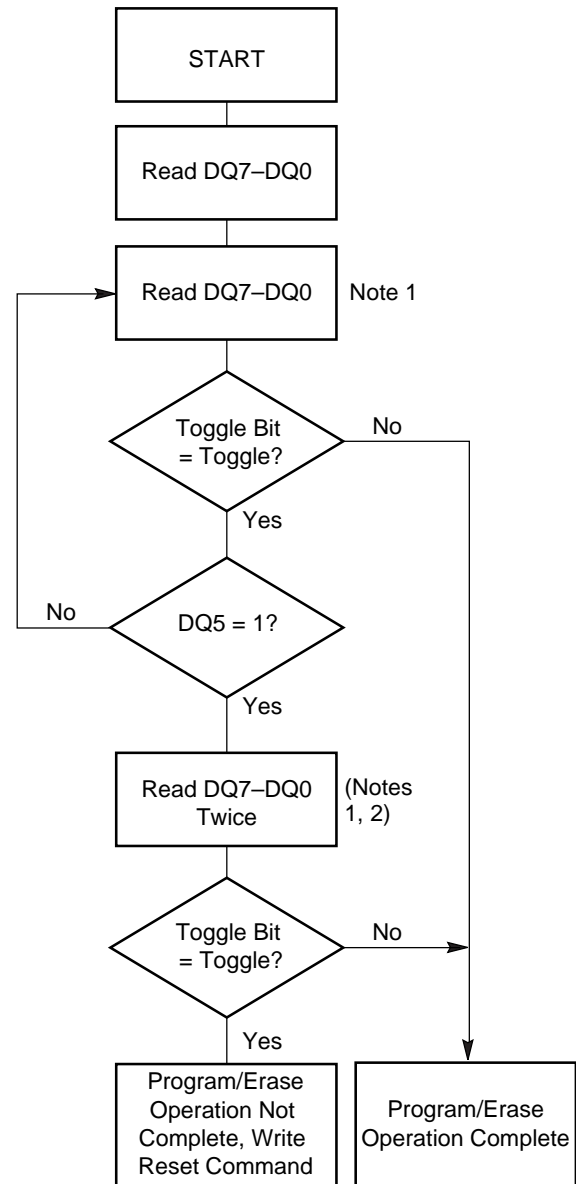 START
Read DQ7–DQ0
Read DQ7–DQ0
Note 1
Toggle Bit
= Toggle?
No
Yes
DQ5 = 1?
No
Yes
Read DQ7–DQ0
Twice
(Notes
1, 2)
Toggle Bit
= Toggle?
No
Yes
Program/Erase
Operation Not
Complete, Write
Reset Command
Program/Erase
Operation Complete